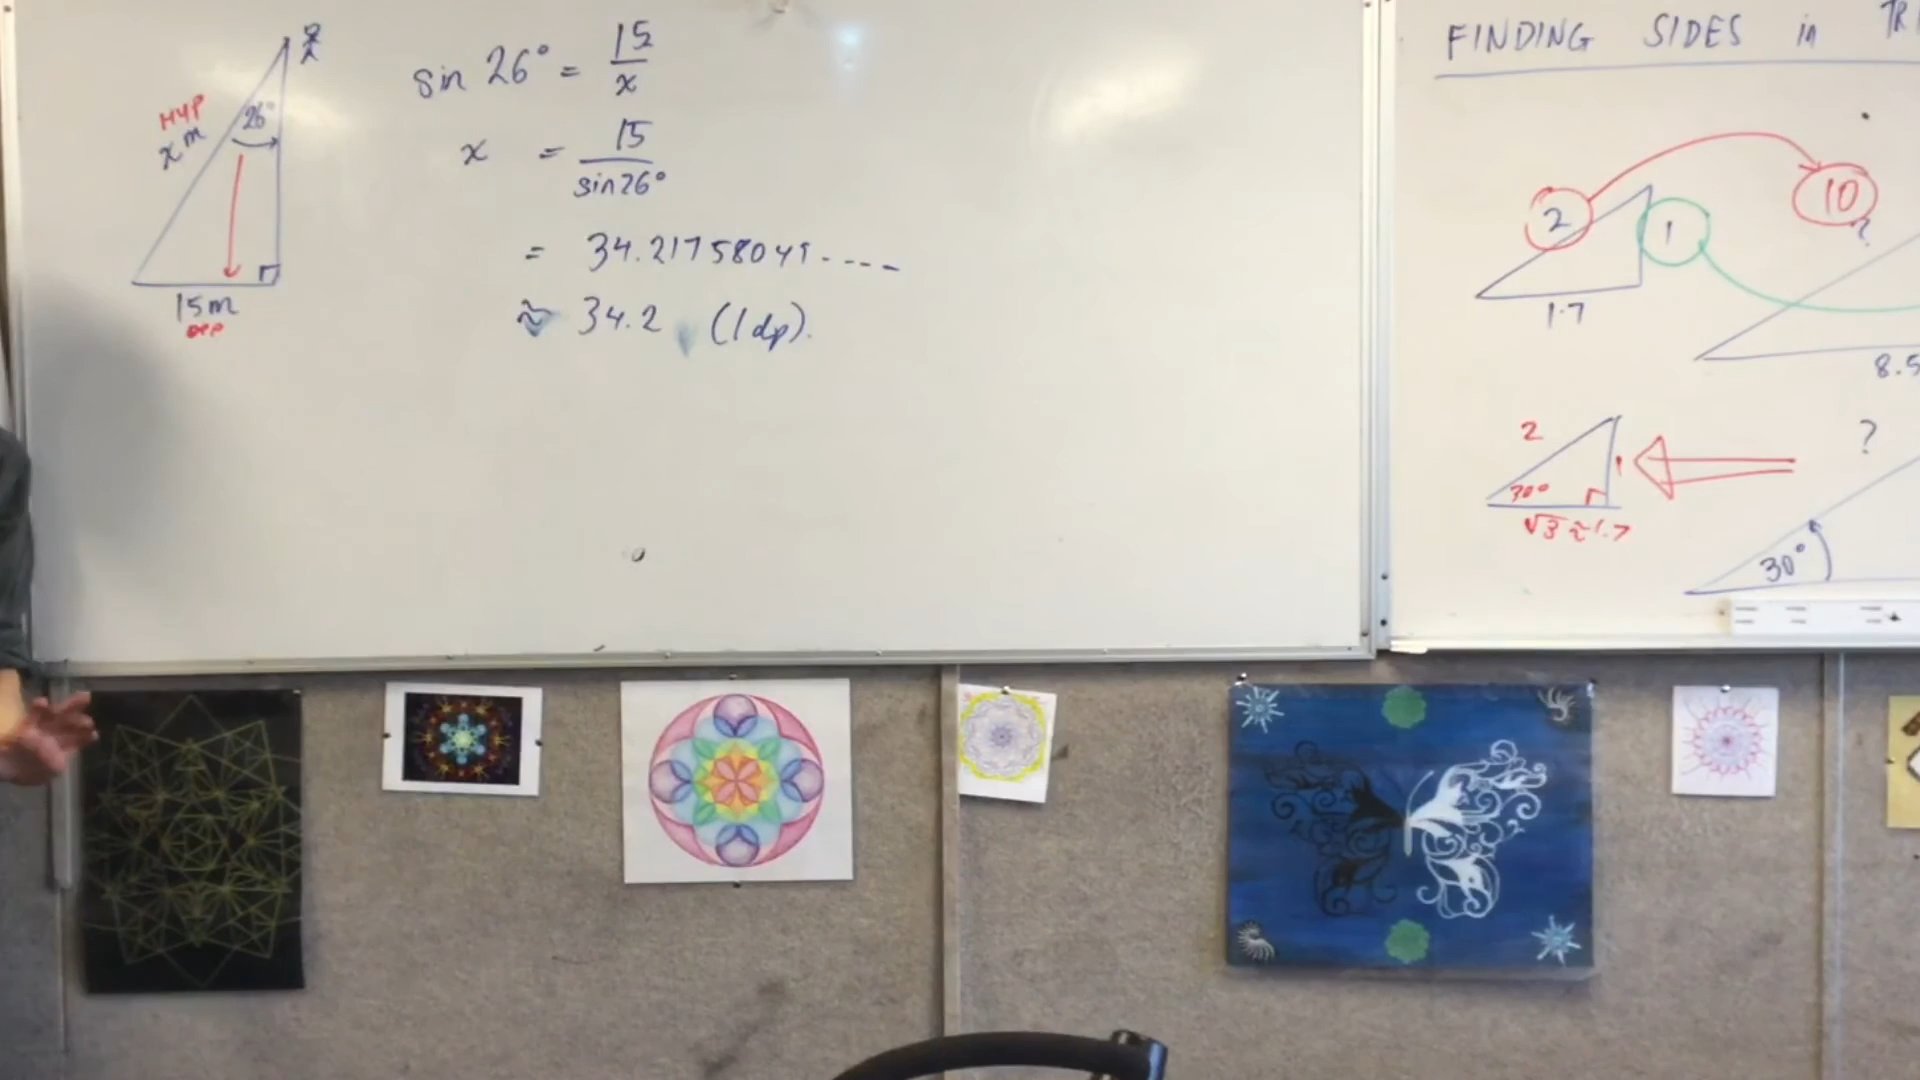 sin 26° = 15/x
x = 15/sin26°
= 34.21758041....
≈ 34.2 (1dp).
26°
HYP
x m
15m
OPP
FINDING SIDES in
2
1
10
?
1.7
8.5
2
1
?
30°
√3 ≈ 1.7
30°